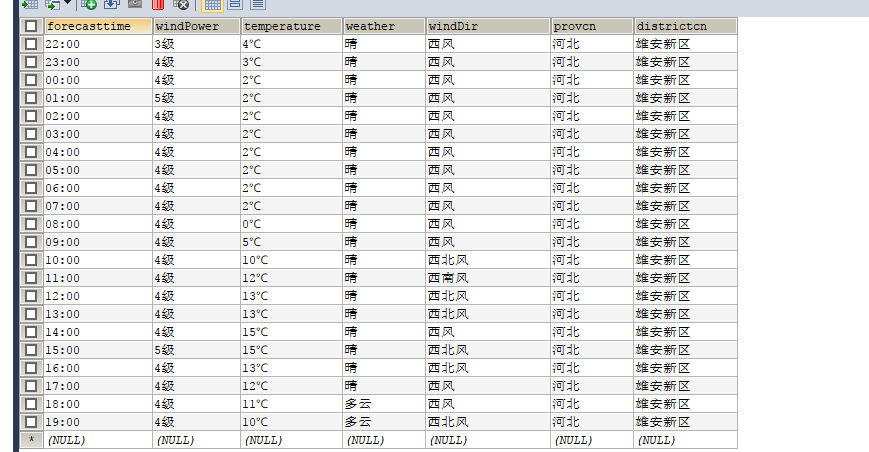 forecasttime windPower temperature weather windDir provcn districtcn
22:00 3级 4℃ 晴 西风 河北 雄安新区
23:00 4级 3℃ 晴 西风 河北 雄安新区
00:00 4级 2℃ 晴 西风 河北 雄安新区
01:00 5级 2℃ 晴 西风 河北 雄安新区
02:00 4级 2℃ 晴 西风 河北 雄安新区
03:00 4级 2℃ 晴 西风 河北 雄安新区
04:00 4级 2℃ 晴 西风 河北 雄安新区
05:00 4级 2℃ 晴 西风 河北 雄安新区
06:00 4级 2℃ 晴 西风 河北 雄安新区
07:00 4级 2℃ 晴 西风 河北 雄安新区
08:00 4级 0℃ 晴 西风 河北 雄安新区
09:00 4级 5℃ 晴 西风 河北 雄安新区
10:00 4级 10℃ 晴 西北风 河北 雄安新区
11:00 4级 12℃ 晴 西南风 河北 雄安新区
12:00 4级 13℃ 晴 西北风 河北 雄安新区
13:00 4级 13℃ 晴 西北风 河北 雄安新区
14:00 4级 15℃ 晴 西风 河北 雄安新区
15:00 5级 15℃ 晴 西北风 河北 雄安新区
16:00 4级 13℃ 晴 西北风 河北 雄安新区
17:00 4级 12℃ 晴 西风 河北 雄安新区
18:00 4级 11℃ 多云 西风 河北 雄安新区
19:00 4级 10℃ 多云 西北风 河北 雄安新区
* (NULL) (NULL) (NULL) (NULL) (NULL) (NULL) (NULL)